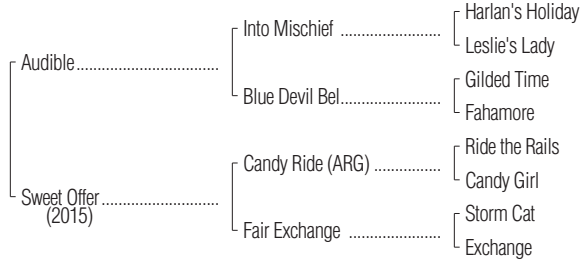 Harlan's Holiday
Into Mischief ....................
Leslie's Lady
Audible............................
Gilded Time
Blue Devil Bel....................
Fahamore
Ride the Rails
Candy Ride (ARG) .............
Candy Girl
Sweet Offer.......................
(2015)
Storm Cat
Fair Exchange ..................
Exchange